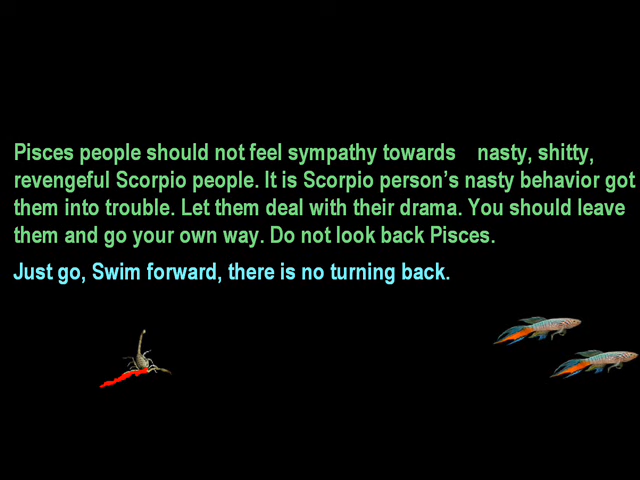 Pisces people should not feel sympathy towards nasty, shitty,
revengeful Scorpio people. It is Scorpio person's nasty behavior got
them into trouble. Let them deal with their drama. You should leave
them and go your own way. Do not look back Pisces.
Just go, Swim forward, there is no turning back.